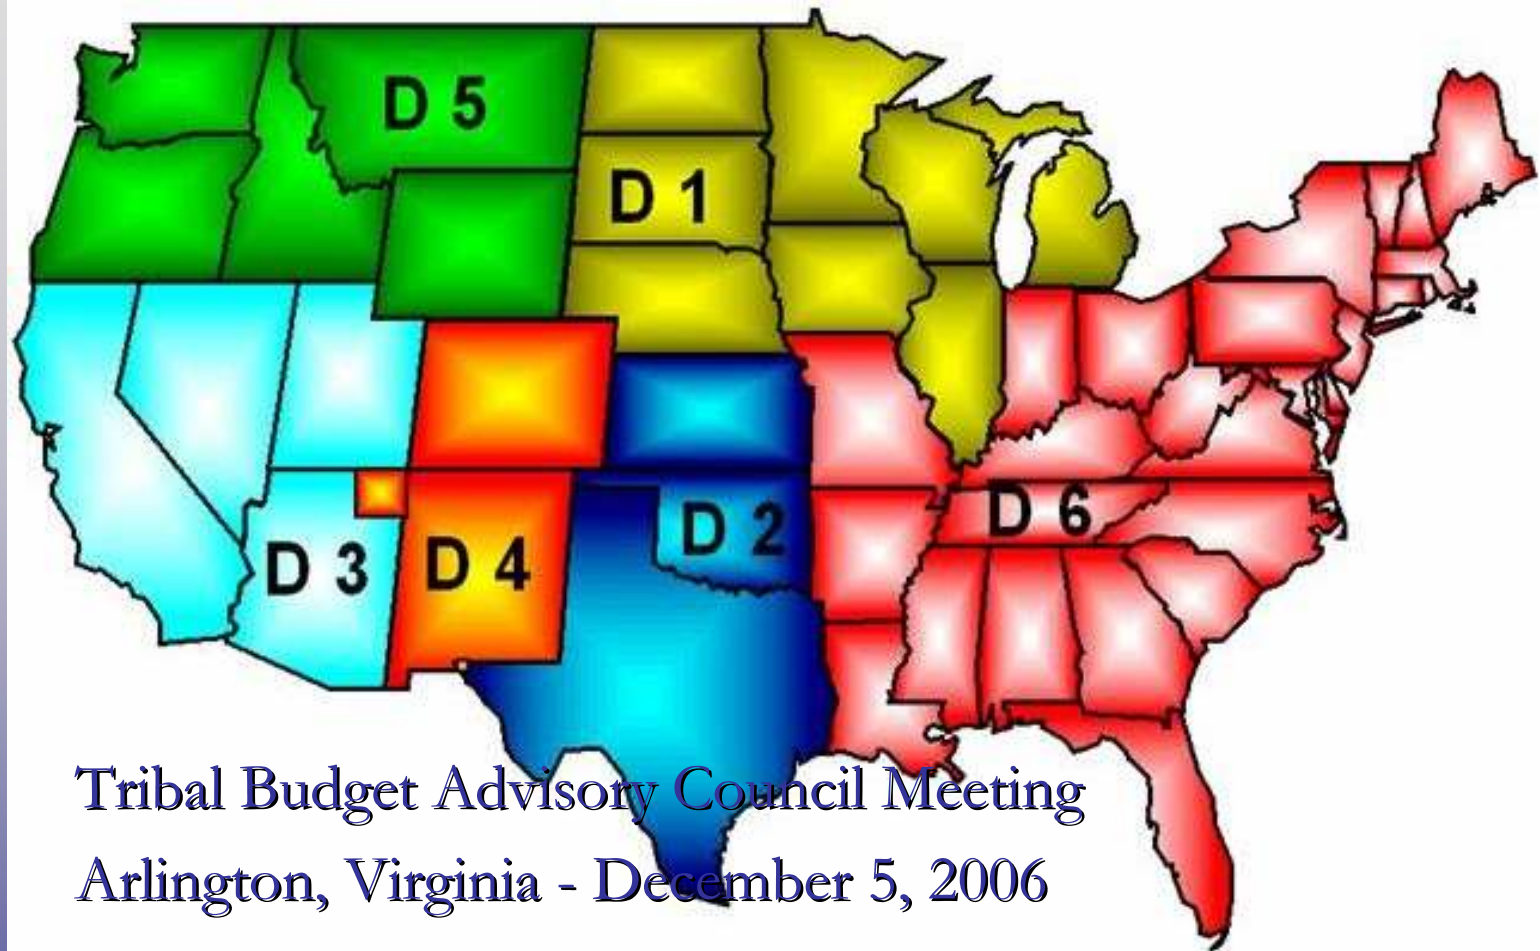 D 5
D 1
D 2
D 6
D 3
D 4
Tribal Budget Advisory Council Meeting
Arlington, Virginia - December 5, 2006